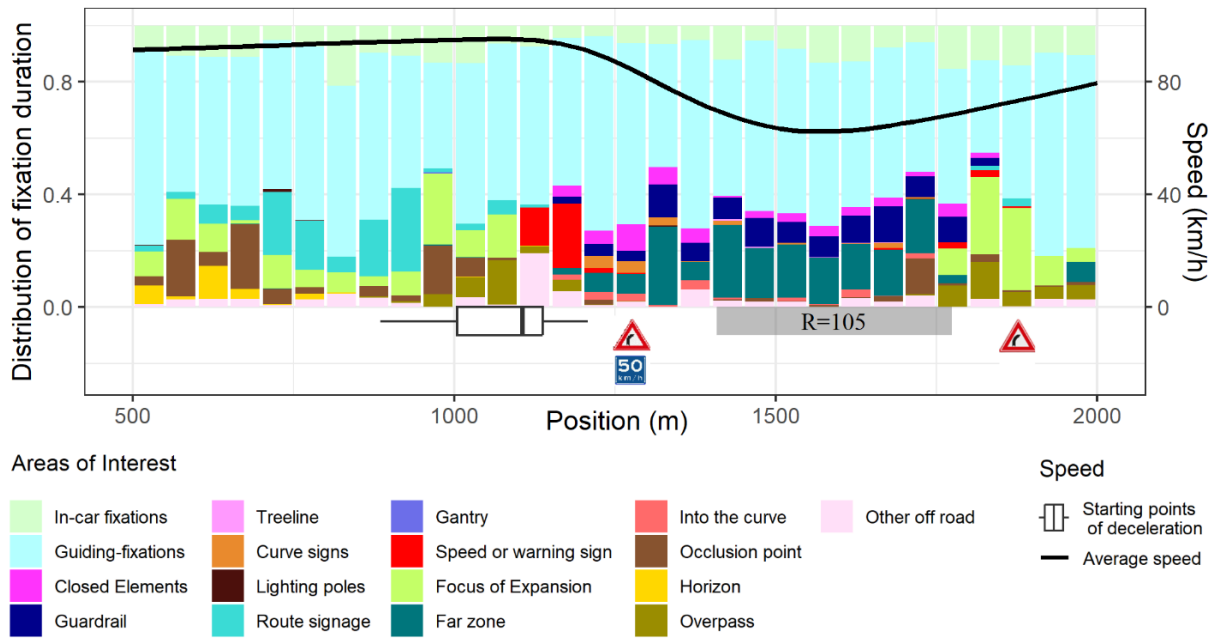 Distribution of fixation duration
0.8
0.4
0.0
80
40
0
Speed (km/h)
R=105
50
km/h
500
1000
1500
2000
Position (m)
Areas of Interest
In-car fixations
Guiding-fixations
Closed Elements
Guardrail
Treeline
Curve signs
Lighting poles
Route signage
Gantry
Speed or warning sign
Focus of Expansion
Far zone
Into the curve
Occlusion point
Horizon
Overpass
Other off road
Speed
Starting points
of deceleration
Average speed